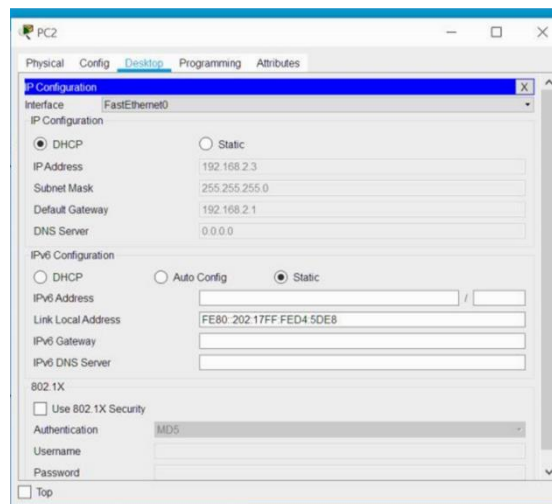 PC2
Physical Config Desktop Programming Attributes
IP Configuration X
Interface FastEthernet0
IP Configuration
DHCP Static
IP Address 192.168.2.3
Subnet Mask 255.255.255.0
Default Gateway 192.168.2.1
DNS Server 0.0.0.0
IPv6 Configuration
DHCP Auto Config Static
IPv6 Address /
Link Local Address FE80::202:17FF:FED4:5DE8
IPv6 Gateway
IPv6 DNS Server
802.1X
Use 802.1X Security
Authentication MD5
Username
Password
Top